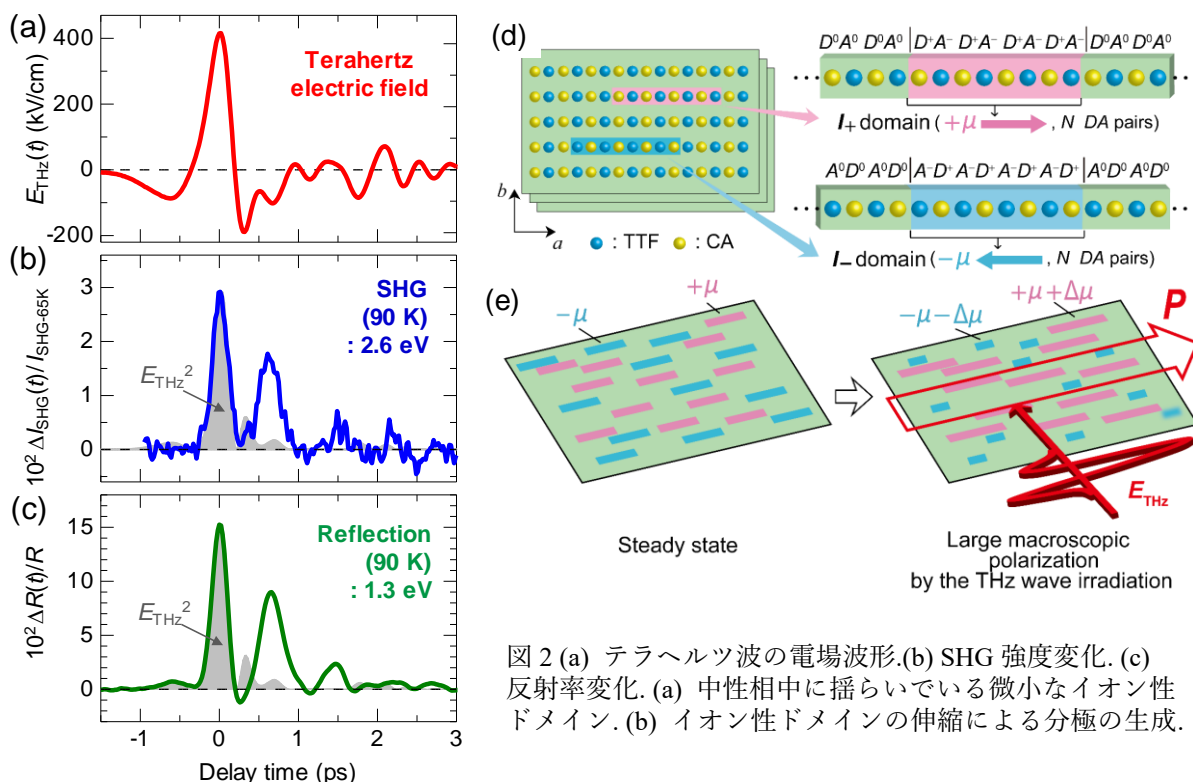 (a)
400
200
0
-200
E_THz(t) (kV/cm)
Terahertz
electric field
(b)
3
2
1
0
10² ΔI_SHG(t)/I_SHG-65K
SHG
(90 K)
: 2.6 eV
E_THz²
(c)
15
10
5
0
10² ΔR(t)/R
Reflection
(90 K)
: 1.3 eV
E_THz²
-1 0 1 2 3
Delay time (ps)
(d)
b
a
: TTF : CA
D⁰A⁰ D⁰A⁰ D⁺A⁻ D⁺A⁻ D⁺A⁻ D⁺A⁻ D⁰A⁰ D⁰A⁰
I₊ domain (+μ , N DA pairs)
A⁰D⁰ A⁰D⁰ A⁻D⁺ A⁻D⁺ A⁻D⁺ A⁻D⁺ A⁰D⁰ A⁰D⁰
I₋ domain (−μ , N DA pairs)
(e)
−μ
+μ
Steady state
−μ−Δμ
+μ+Δμ
P
E_THz
Large macroscopic
polarization
by the THz wave irradiation
図 2 (a) テラヘルツ波の電場波形.(b) SHG 強度変化. (c)
反射率変化. (a) 中性相中に揺らいでいる微小なイオン性
ドメイン. (b) イオン性ドメインの伸縮による分極の生成.